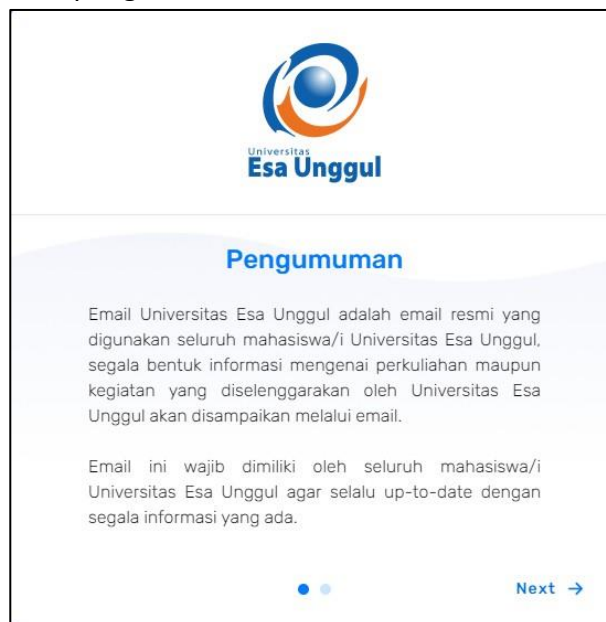 Universitas
Esa Unggul
Pengumuman
Email Universitas Esa Unggul adalah email resmi yang
digunakan seluruh mahasiswa/i Universitas Esa Unggul,
segala bentuk informasi mengenai perkuliahan maupun
kegiatan yang diselenggarakan oleh Universitas Esa
Unggul akan disampaikan melalui email.
Email ini wajib dimiliki oleh seluruh mahasiswa/i
Universitas Esa Unggul agar selalu up-to-date dengan
segala informasi yang ada.
Next →